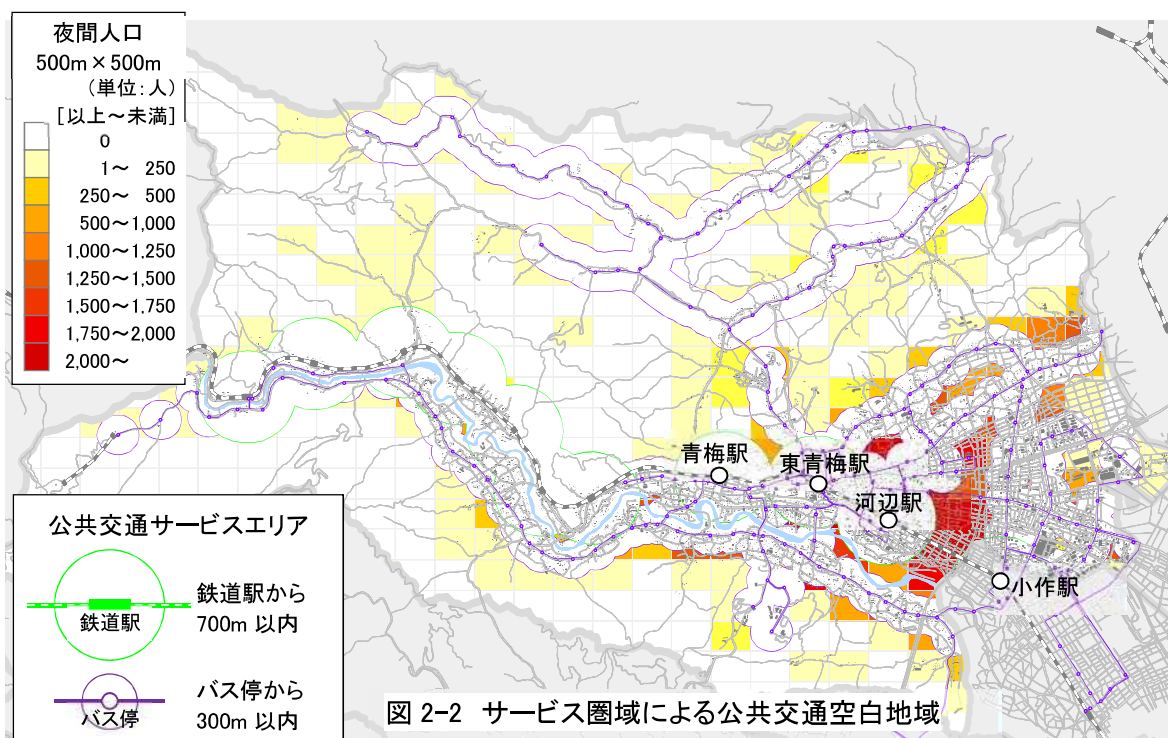 夜間人口
500m×500m
(単位:人)
[以上~未満]
0
1~ 250
250~ 500
500~1,000
1,000~1,250
1,250~1,500
1,500~1,750
1,750~2,000
2,000~
青梅駅
東青梅駅
河辺駅
小作駅
公共交通サービスエリア
鉄道駅
鉄道駅から
700m 以内
バス停
バス停から
300m 以内
図 2-2 サービス圏域による公共交通空白地域